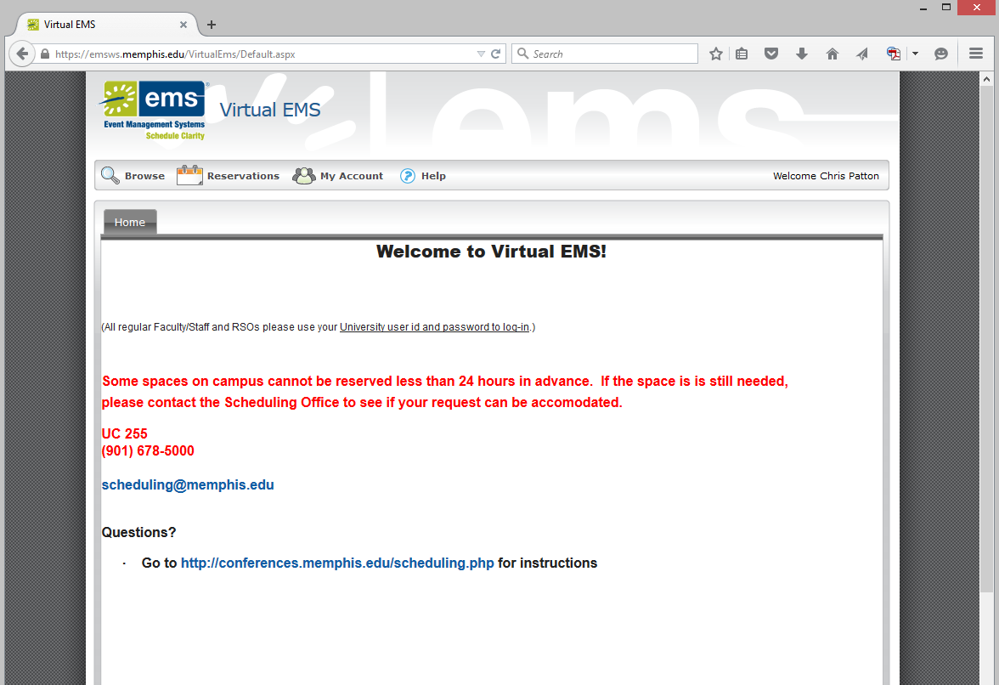 Virtual EMS
https://emsws.memphis.edu/VirtualEms/Default.aspx
Search
ems
Event Management Systems
Schedule Clarity
Virtual EMS
ems
Browse
Reservations
My Account
Help
Welcome Chris Patton
Home
Welcome to Virtual EMS!
(All regular Faculty/Staff and RSOs please use your University user id and password to log-in.)
Some spaces on campus cannot be reserved less than 24 hours in advance.  If the space is is still needed,
please contact the Scheduling Office to see if your request can be accomodated.
UC 255
(901) 678-5000
scheduling@memphis.edu
Questions?
· Go to http://conferences.memphis.edu/scheduling.php for instructions